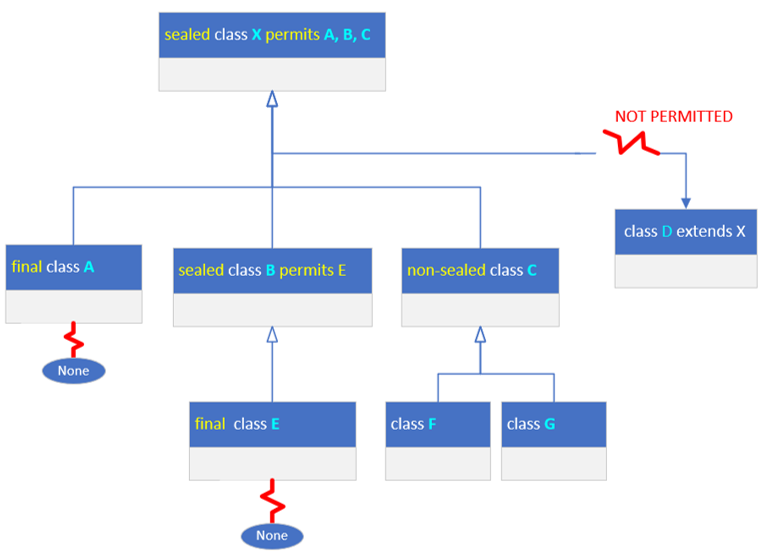 sealed class X permits A, B, C
NOT PERMITTED
class D extends X
final class A
sealed class B permits E
non-sealed class C
None
final class E
class F
class G
None